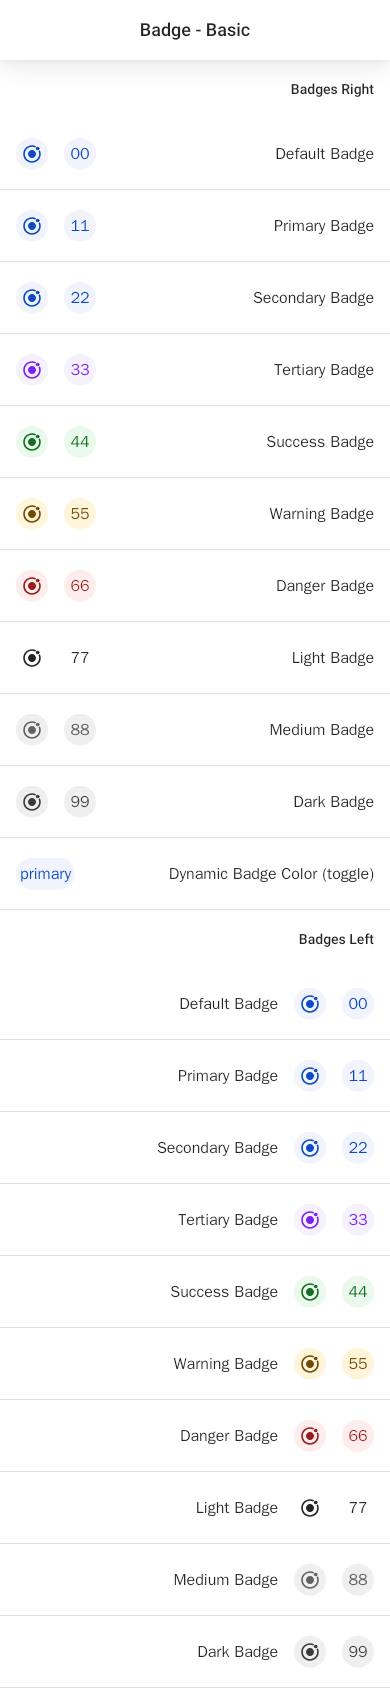 Badge - Basic
Badges Right
00 Default Badge
11 Primary Badge
22 Secondary Badge
33 Tertiary Badge
44 Success Badge
55 Warning Badge
66 Danger Badge
77 Light Badge
88 Medium Badge
99 Dark Badge
primary Dynamic Badge Color (toggle)
Badges Left
Default Badge 00
Primary Badge 11
Secondary Badge 22
Tertiary Badge 33
Success Badge 44
Warning Badge 55
Danger Badge 66
Light Badge 77
Medium Badge 88
Dark Badge 99